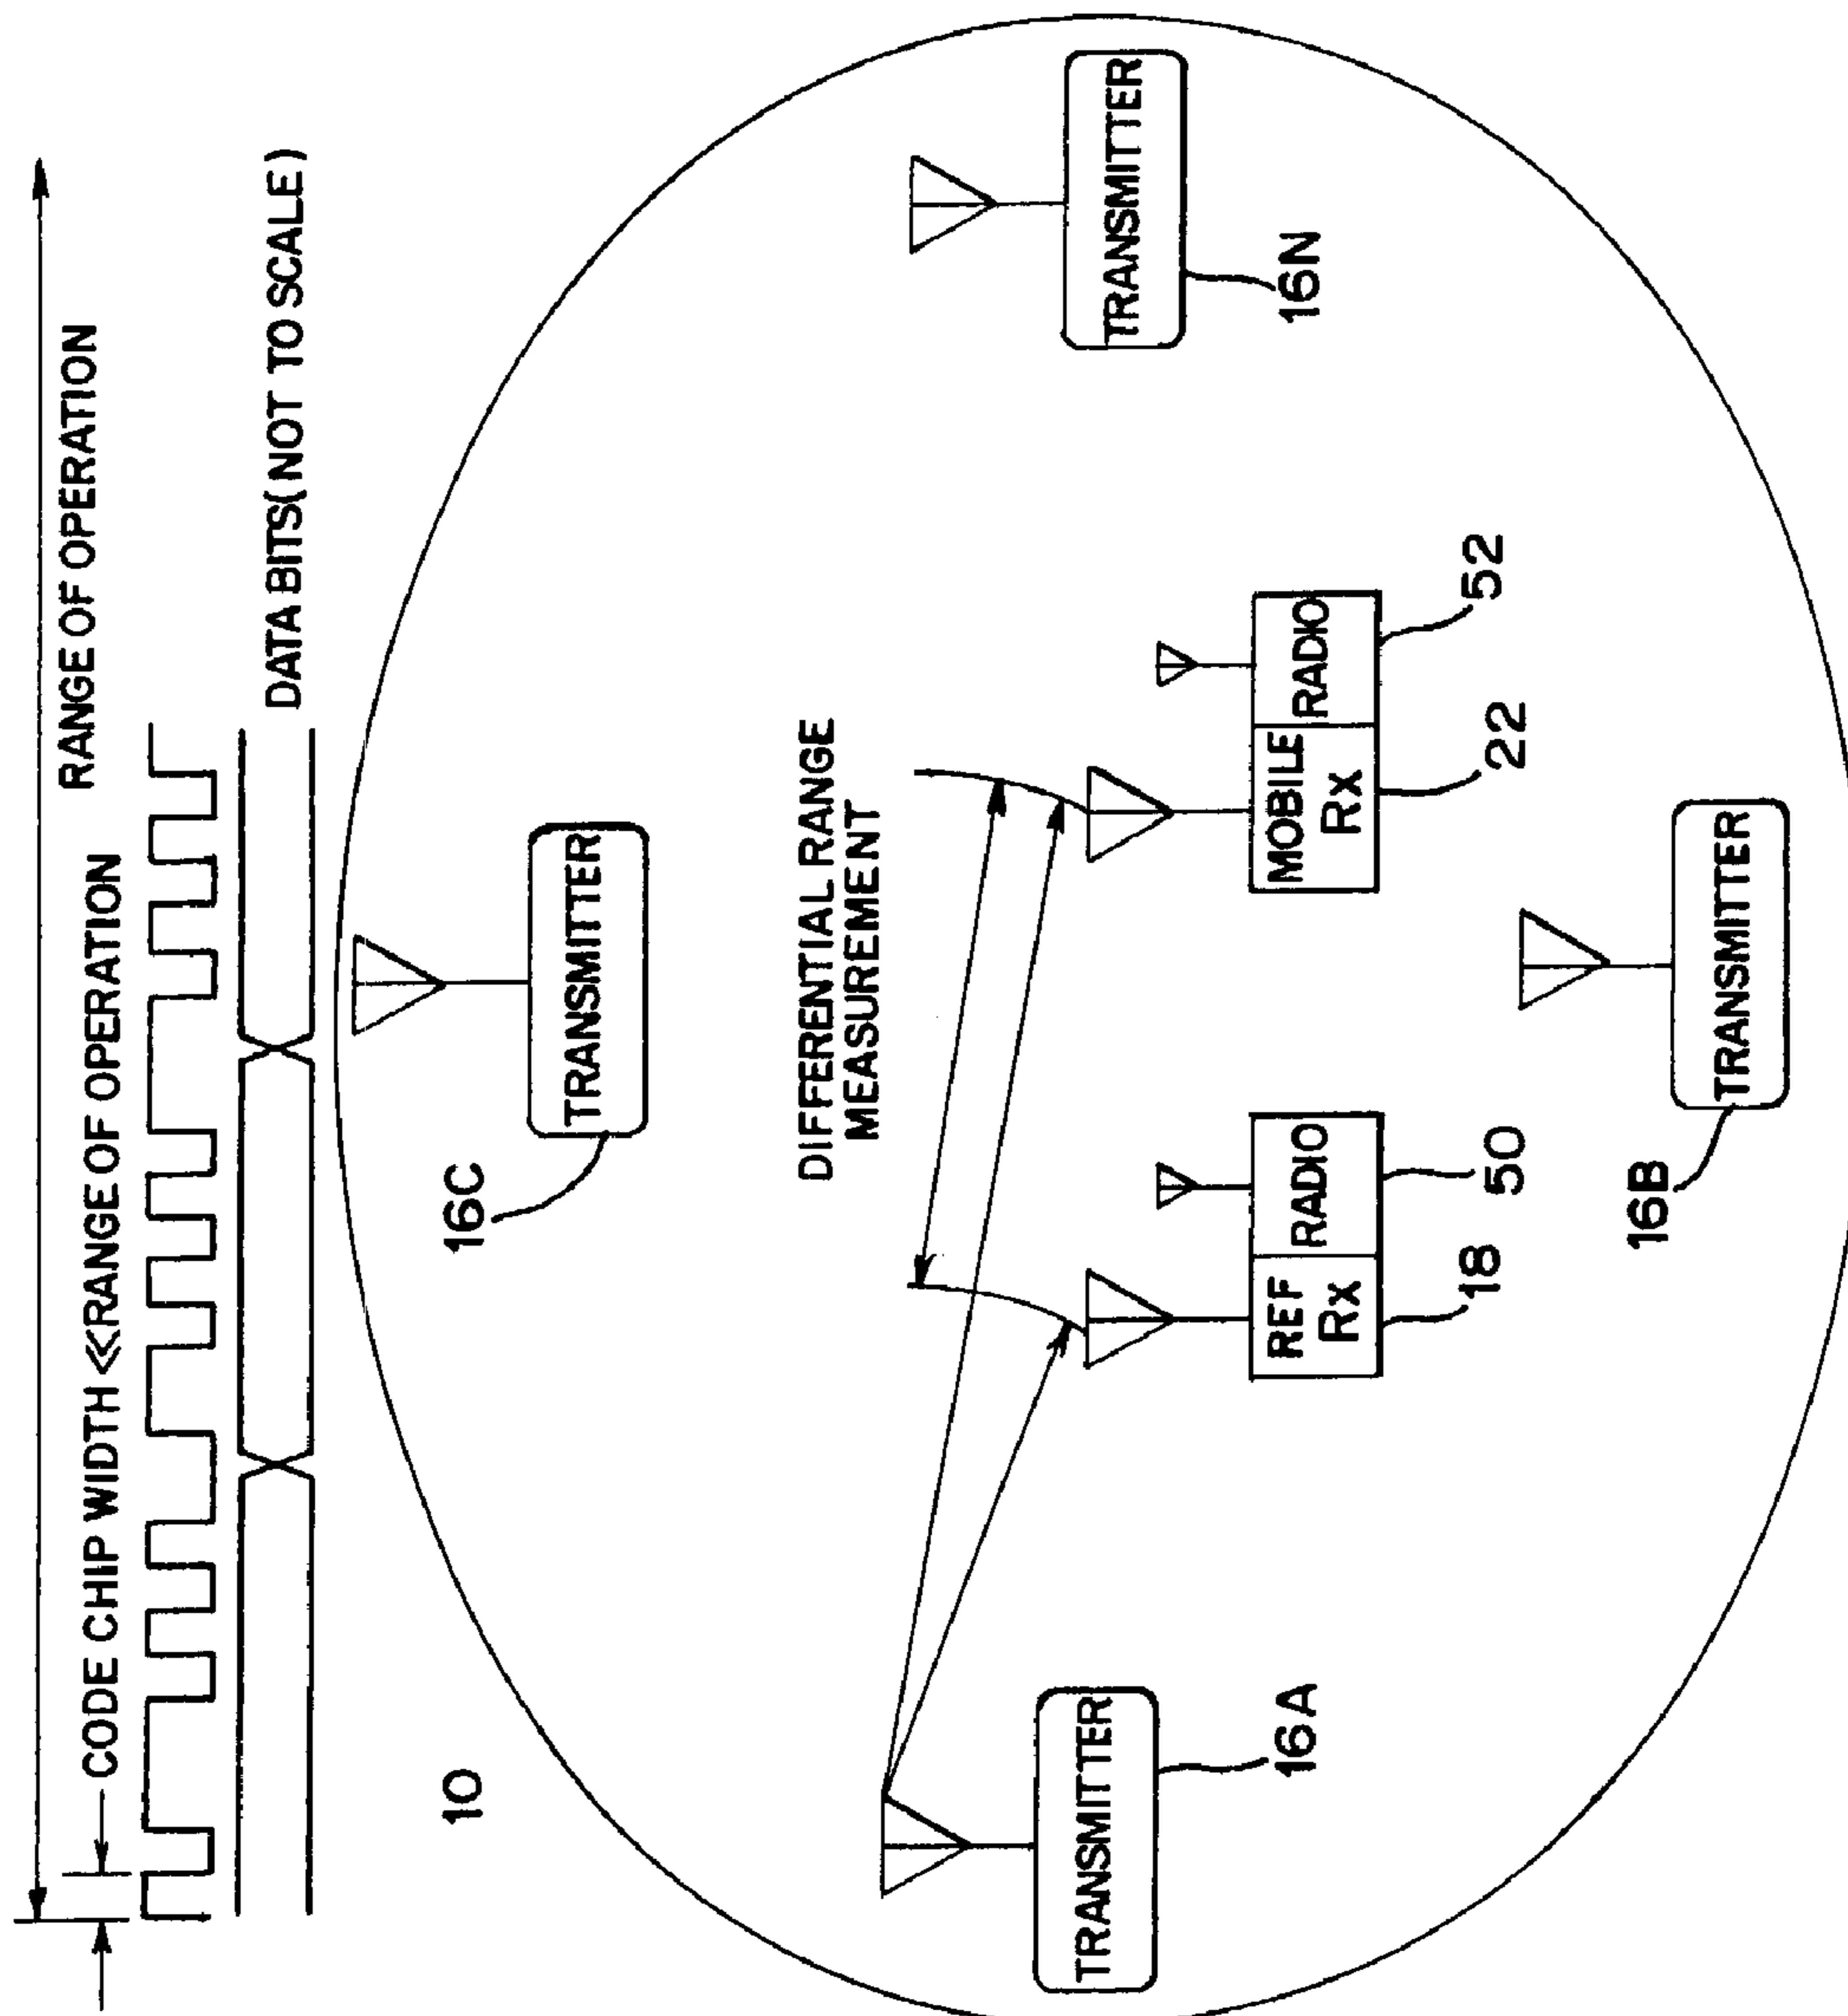 RANGE OF OPERATION
CODE CHIP WIDTH ≪RANGE OF OPERATION
DATA BITS(NOT TO SCALE)
10
16C
TRANSMITTER
DIFFERENTIAL RANGE
MEASUREMENT
TRANSMITTER
16A
REF
Rx
RADIO
18
50
MOBILE
Rx
RADIO
22
52
TRANSMITTER
16N
TRANSMITTER
16B